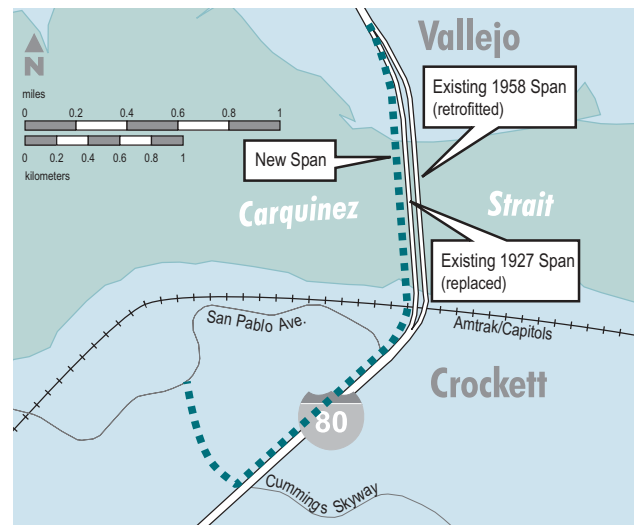 Vallejo
N
miles
0 0.2 0.4 0.6 0.8 1
0 0.2 0.4 0.6 0.8 1
kilometers
Existing 1958 Span
(retrofitted)
New Span
Carquinez Strait
Existing 1927 Span
(replaced)
San Pablo Ave.
Amtrak/Capitols
Crockett
80
Cummings Skyway